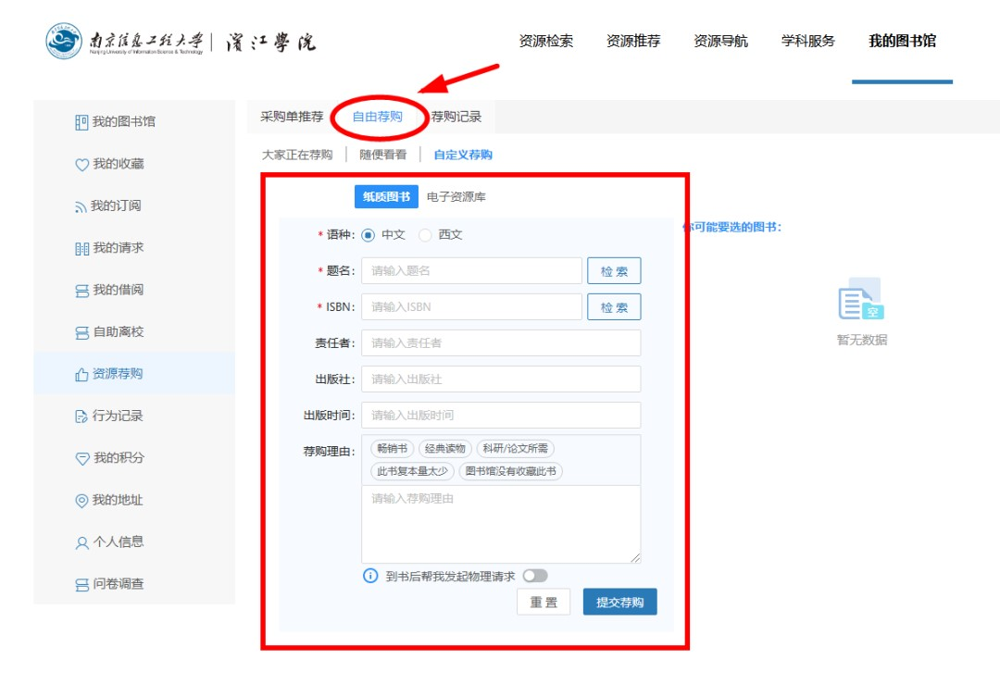 南京信息工程大学 | 滨江學院
Nanjing University of Information Science & Technology
资源检索 资源推荐 资源导航 学科服务 我的图书馆
我的图书馆
我的收藏
我的订阅
我的请求
我的借阅
自助离校
资源荐购
行为记录
我的积分
我的地址
个人信息
问卷调查
采购单推荐 自由荐购 荐购记录
大家正在荐购 | 随便看看 | 自定义荐购
纸质图书 电子资源库
* 语种: 中文 西文
* 题名: 请输入题名 检 索
* ISBN: 请输入ISBN 检 索
责任者: 请输入责任者
出版社: 请输入出版社
出版时间: 请输入出版时间
荐购理由: 畅销书 经典读物 科研/论文所需
此书复本量太少 图书馆没有收藏此书
请输入荐购理由
到书后帮我发起物理请求
重 置 提交荐购
你可能要选的图书:
空
暂无数据